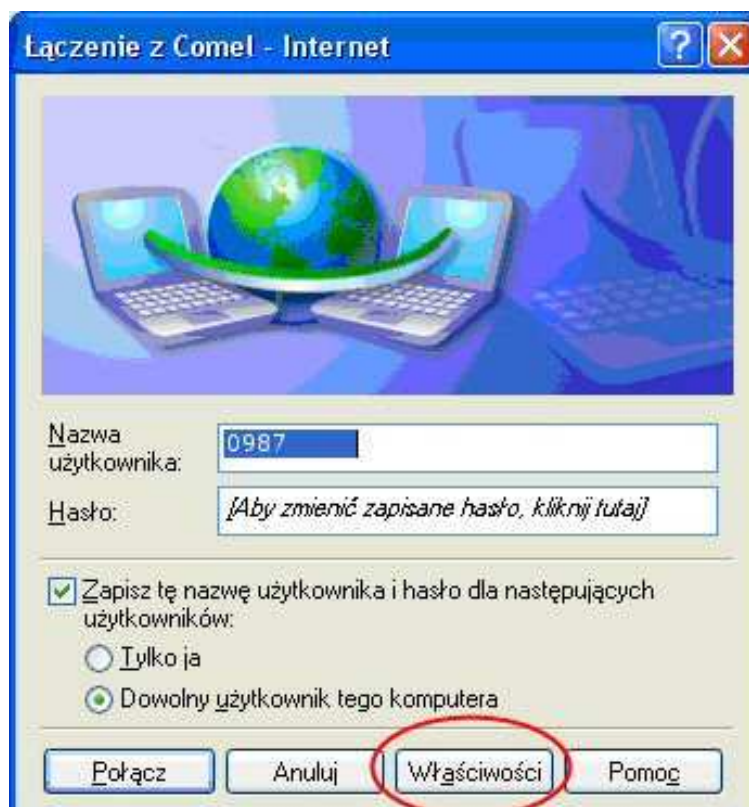 Łączenie z Comel - Internet
Nazwa
użytkownika:
0987
Hasło:
[Aby zmienić zapisane hasło, kliknij tutaj]
Zapisz tę nazwę użytkownika i hasło dla następujących
użytkowników:
Tylko ja
Dowolny użytkownik tego komputera
Połącz
Anuluj
Właściwości
Pomoc